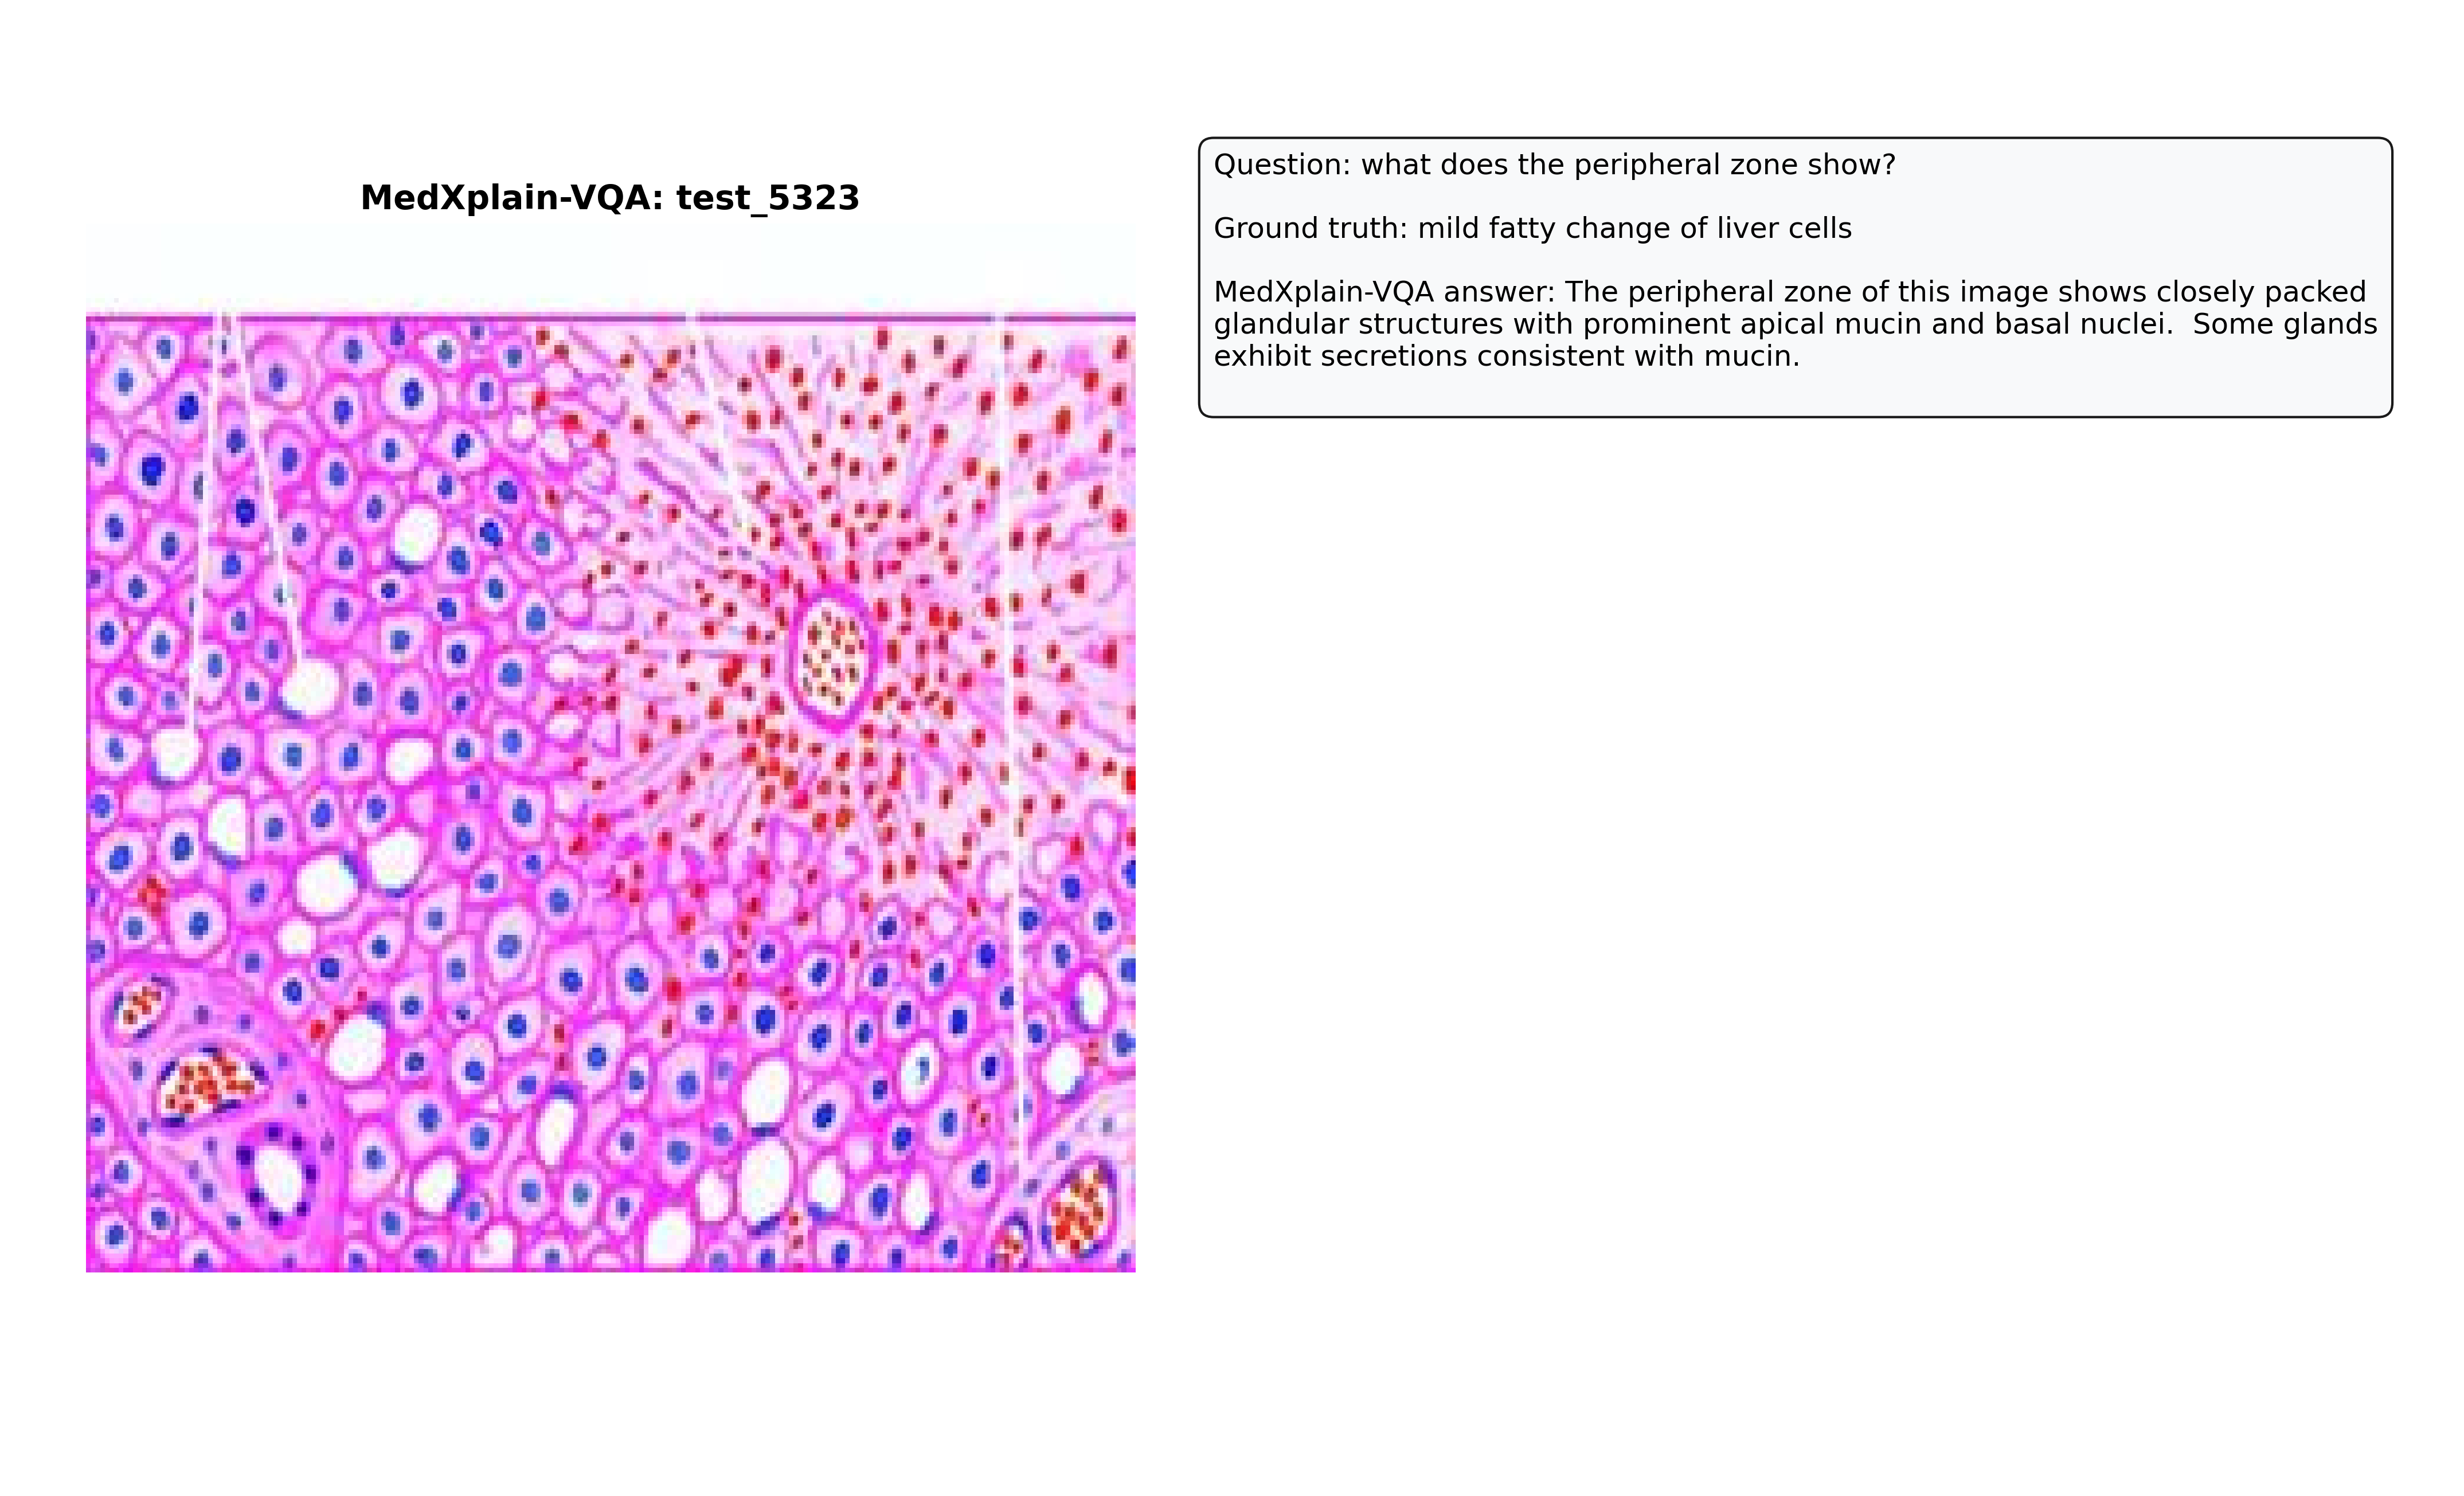 MedXplain-VQA: test_5323
Question: what does the peripheral zone show?
Ground truth: mild fatty change of liver cells
MedXplain-VQA answer: The peripheral zone of this image shows closely packed
glandular structures with prominent apical mucin and basal nuclei.  Some glands
exhibit secretions consistent with mucin.